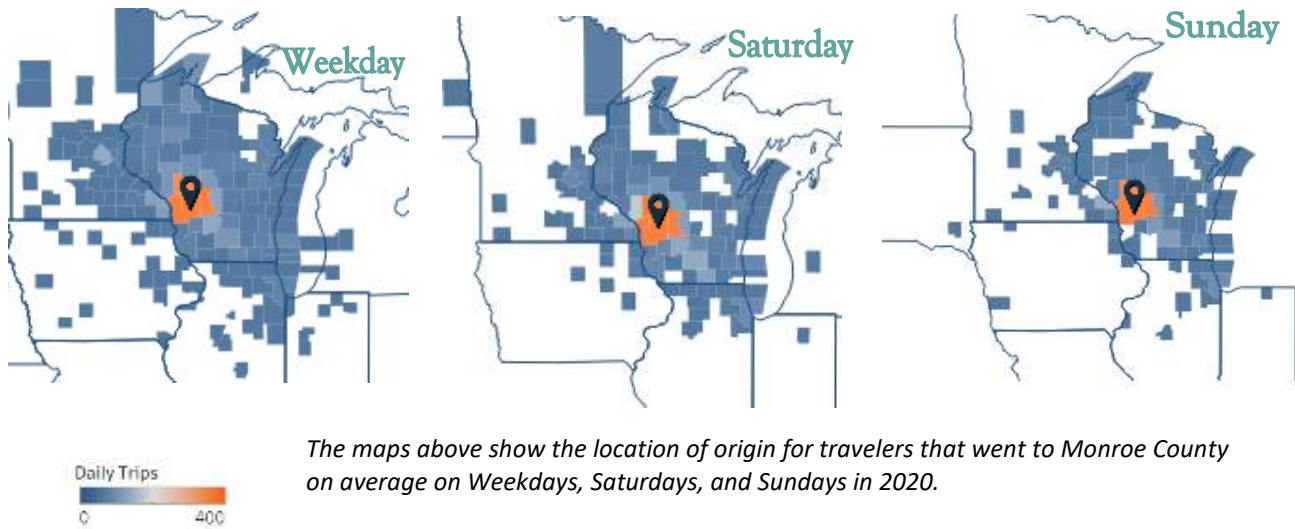 Weekday
Saturday
Sunday
The maps above show the location of origin for travelers that went to Monroe County
on average on Weekdays, Saturdays, and Sundays in 2020.
Daily Trips
0 400